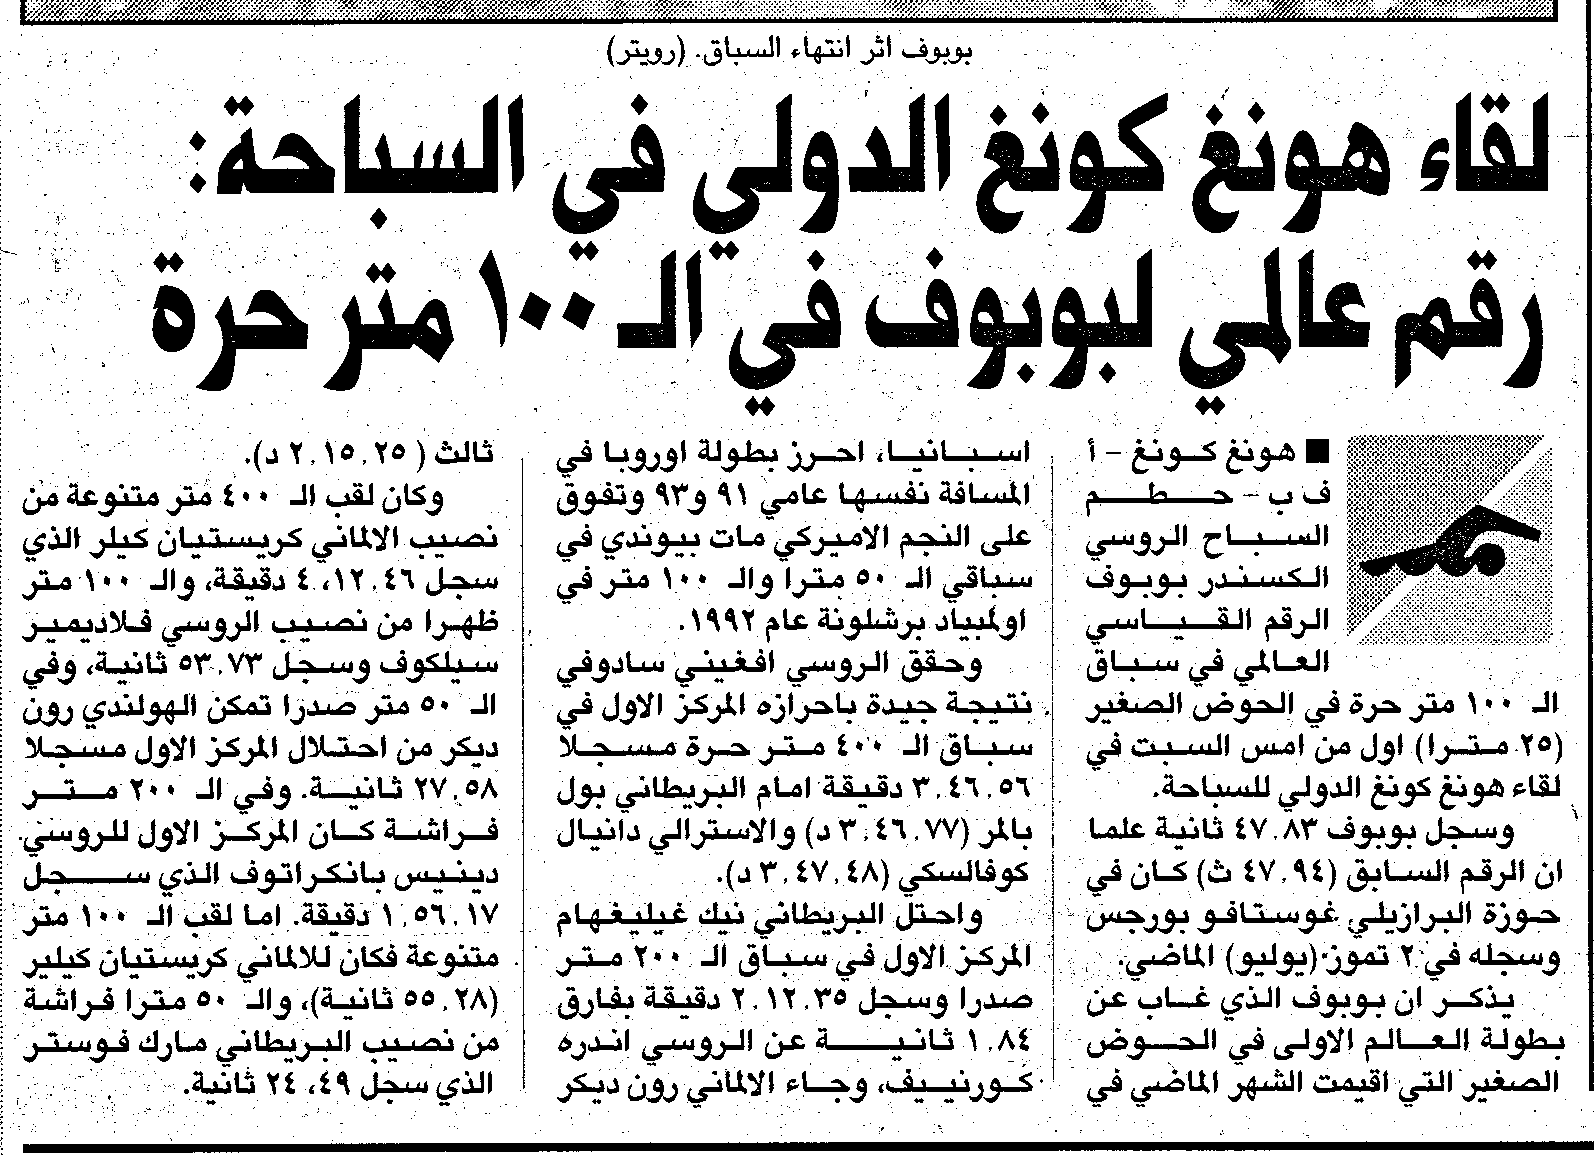 بوبوف اثر انتهاء السباق. (رويتر)
لقاء هونغ كونغ الدولي في السباحة:
رقم عالمي لبوبوف في الـ ١٠٠ متر حرة
■ هونغ كونغ - أ
ف ب - حطم
السباح الروسي
الكسندر بوبوف
الرقم القياسي
العالمي في سباق
الـ ١٠٠ متر حرة في الحوض الصغير
(٢٥ مترا) اول من امس السبت في
لقاء هونغ كونغ الدولي للسباحة.
وسجل بوبوف ٤٧,٨٣ ثانية علما
ان الرقم السابق (٤٧,٩٤ ث) كان في
حوزة البرازيلي غوستافو بورجس
وسجله في ٢ تموز (يوليو) الماضي.
يذكر ان بوبوف الذي غاب عن
بطولة العالم الاولى في الحوض
الصغير التي اقيمت الشهر الماضي في
اسبانيا، احرز بطولة اوروبا في
المسافة نفسها عامي ٩١ و٩٣ وتفوق
على النجم الاميركي مات بيوندي في
سباقي الـ ٥٠ مترا والـ ١٠٠ متر في
اولمبياد برشلونة عام ١٩٩٢.
وحقق الروسي افغيني سادوفي
نتيجة جيدة باحرازه المركز الاول في
سباق الـ ٤٠٠ متر حرة مسجلا
٣,٤٦,٥٦ دقيقة امام البريطاني بول
بالمر (٣,٤٦,٧٧ د) والاسترالي دانيال
كوفالسكي (٣,٤٧,٤٨ د).
واحتل البريطاني نيك غيليغهام
المركز الاول في سباق الـ ٢٠٠ متر
صدرا وسجل ٢,١٢,٣٥ دقيقة بفارق
١,٨٤ ثانية عن الروسي اندره
كورنييف، وجاء الالماني رون ديكر
ثالث (٢,١٥,٢٥ د).
وكان لقب الـ ٤٠٠ متر متنوعة من
نصيب الالماني كريستيان كيلر الذي
سجل ٤,١٢,٤٦ دقيقة، والـ ١٠٠ متر
ظهرا من نصيب الروسي فلاديمير
سيلكوف وسجل ٥٣,٧٣ ثانية، وفي
الـ ٥٠ متر صدرا تمكن الهولندي رون
ديكر من احتلال المركز الاول مسجلا
٢٧,٥٨ ثانية. وفي الـ ٢٠٠ متر
فراشة كان المركز الاول للروسي
دينيس بانكراتوف الذي سجل
١,٥٦,١٧ دقيقة. اما لقب الـ ١٠٠ متر
متنوعة فكان للالماني كريستيان كيلير
(٥٥,٢٨ ثانية)، والـ ٥٠ مترا فراشة
من نصيب البريطاني مارك فوستر
الذي سجل ٢٤,٤٩ ثانية.